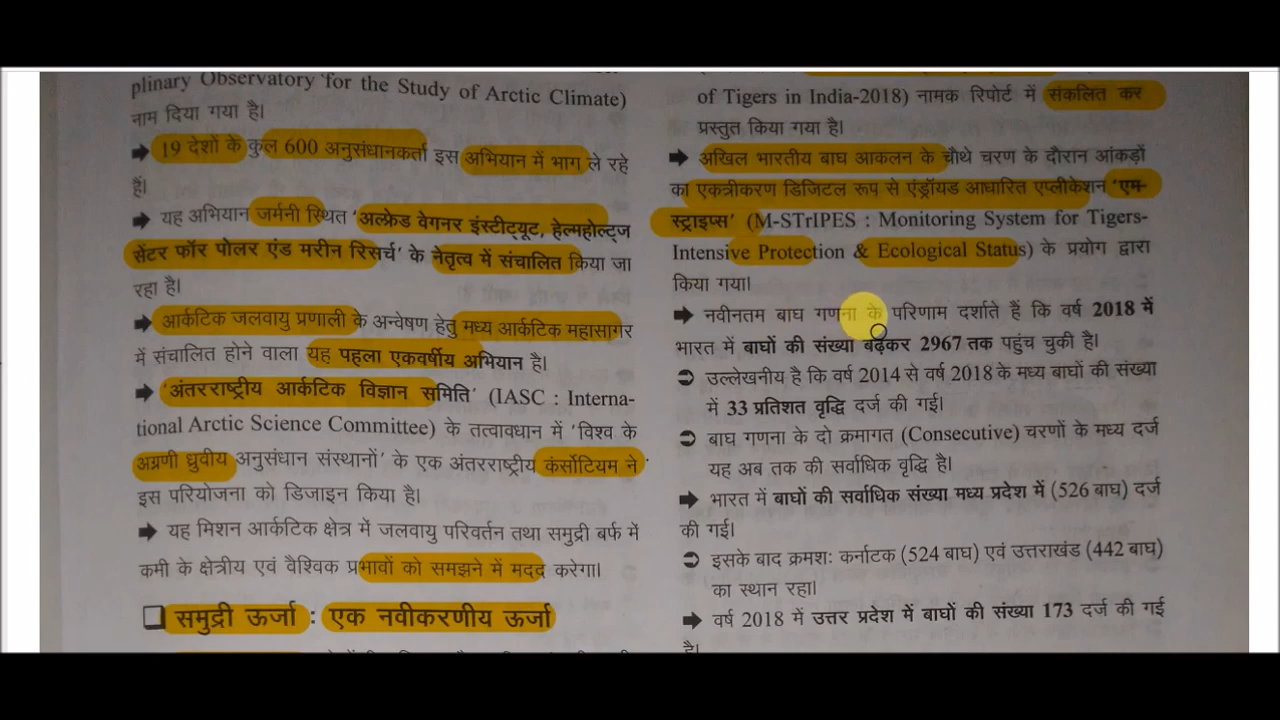 plinary Observatory for the Study of Arctic Climate)
नाम दिया गया है।
➡ 19 देशों के कुल 600 अनुसंधानकर्ता इस अभियान में भाग ले रहे
हैं।
➡ यह अभियान जर्मनी स्थित ‘अल्फ्रेड वेगनर इंस्टीट्यूट, हेल्महोल्ट्ज
सेंटर फॉर पोलर एंड मरीन रिसर्च’ के नेतृत्व में संचालित किया जा
रहा है।
➡ आर्कटिक जलवायु प्रणाली के अन्वेषण हेतु मध्य आर्कटिक महासागर
में संचालित होने वाला यह पहला एकवर्षीय अभियान है।
➡ ‘अंतरराष्ट्रीय आर्कटिक विज्ञान समिति’ (IASC : Interna-
tional Arctic Science Committee) के तत्वावधान में ‘विश्व के
अग्रणी ध्रुवीय अनुसंधान संस्थानों’ के एक अंतरराष्ट्रीय कंर्सोटियम ने
इस परियोजना को डिजाइन किया है।
➡ यह मिशन आर्कटिक क्षेत्र में जलवायु परिवर्तन तथा समुद्री बर्फ में
कमी के क्षेत्रीय एवं वैश्विक प्रभावों को समझने में मदद करेगा।
❑ समुद्री ऊर्जा : एक नवीकरणीय ऊर्जा
of Tigers in India-2018) नामक रिपोर्ट में संकलित कर
प्रस्तुत किया गया है।
➡ अखिल भारतीय बाघ आकलन के चौथे चरण के दौरान आंकड़ों
का एकत्रीकरण डिजिटल रूप से एंड्रॉयड आधारित एप्लीकेशन ‘एम-
स्ट्राइप्स’ (M-STrIPES : Monitoring System for Tigers-
Intensive Protection & Ecological Status) के प्रयोग द्वारा
किया गया।
➡ नवीनतम बाघ गणना के परिणाम दर्शाते हैं कि वर्ष 2018 में
भारत में बाघों की संख्या बढ़कर 2967 तक पहुंच चुकी है।
➲ उल्लेखनीय है कि वर्ष 2014 से वर्ष 2018 के मध्य बाघों की संख्या
में 33 प्रतिशत वृद्धि दर्ज की गई।
➲ बाघ गणना के दो क्रमागत (Consecutive) चरणों के मध्य दर्ज
यह अब तक की सर्वाधिक वृद्धि है।
➡ भारत में बाघों की सर्वाधिक संख्या मध्य प्रदेश में (526 बाघ) दर्ज
की गई।
➲ इसके बाद क्रमशः कर्नाटक (524 बाघ) एवं उत्तराखंड (442 बाघ)
का स्थान रहा।
➡ वर्ष 2018 में उत्तर प्रदेश में बाघों की संख्या 173 दर्ज की गई
है।